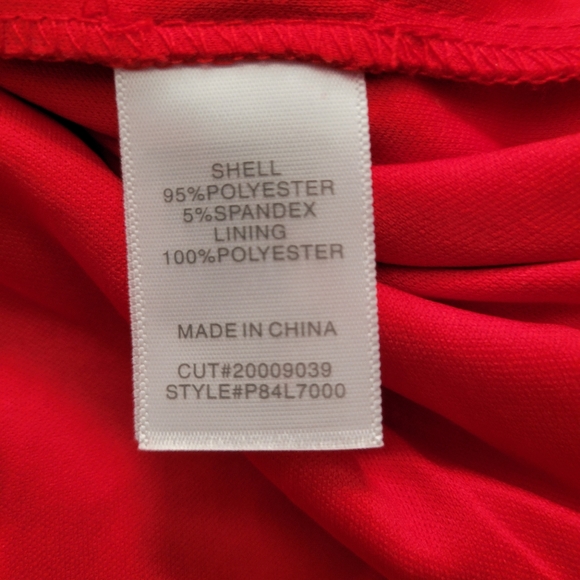 SHELL
95%POLYESTER
5%SPANDEX
LINING
100%POLYESTER
MADE IN CHINA
CUT#20009039
STYLE#P84L7000